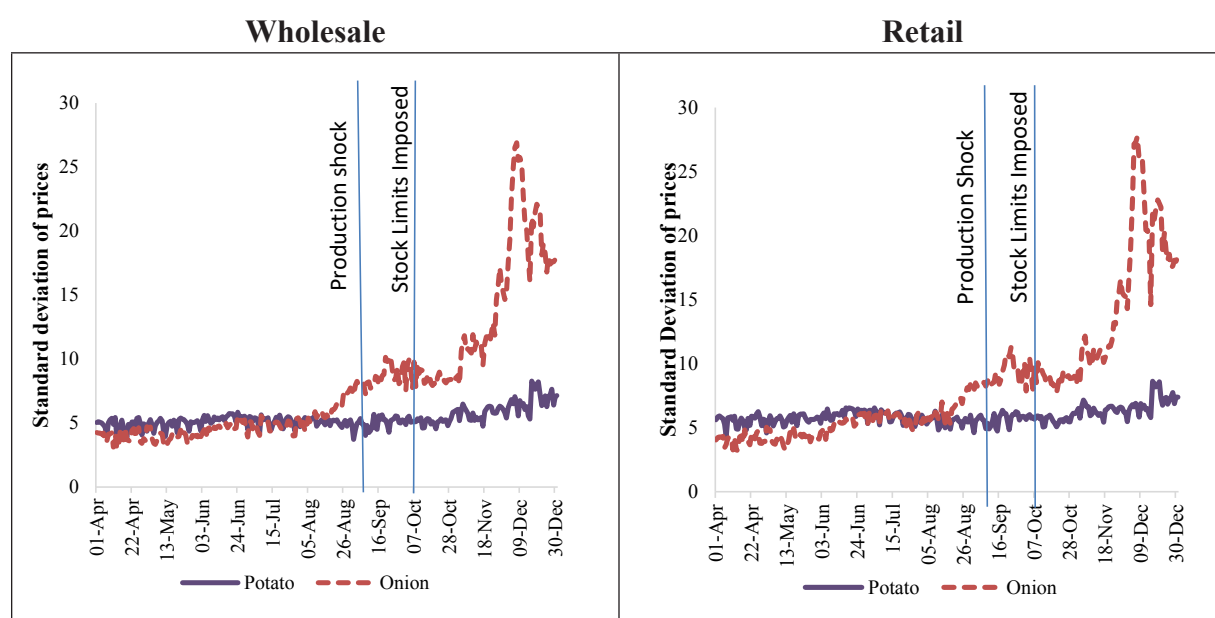 Wholesale
Standard deviation of prices
30
25
20
15
10
5
0
Production shock
Stock Limits Imposed
01-Apr
22-Apr
13-May
03-Jun
24-Jun
15-Jul
05-Aug
26-Aug
16-Sep
07-Oct
28-Oct
18-Nov
09-Dec
30-Dec
Potato
Onion
Retail
Standard Deviation of prices
30
25
20
15
10
5
0
Production Shock
Stock Limits Imposed
01-Apr
22-Apr
13-May
03-Jun
24-Jun
15-Jul
05-Aug
26-Aug
16-Sep
07-Oct
28-Oct
18-Nov
09-Dec
30-Dec
Potato
Onion